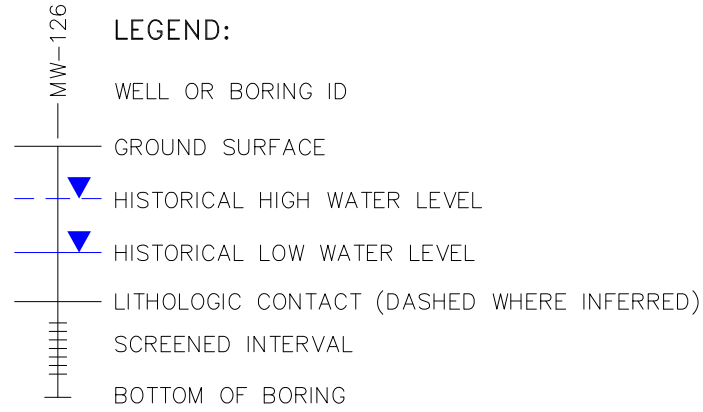 MW-126
LEGEND:
WELL OR BORING ID
GROUND SURFACE
HISTORICAL HIGH WATER LEVEL
HISTORICAL LOW WATER LEVEL
LITHOLOGIC CONTACT (DASHED WHERE INFERRED)
SCREENED INTERVAL
BOTTOM OF BORING